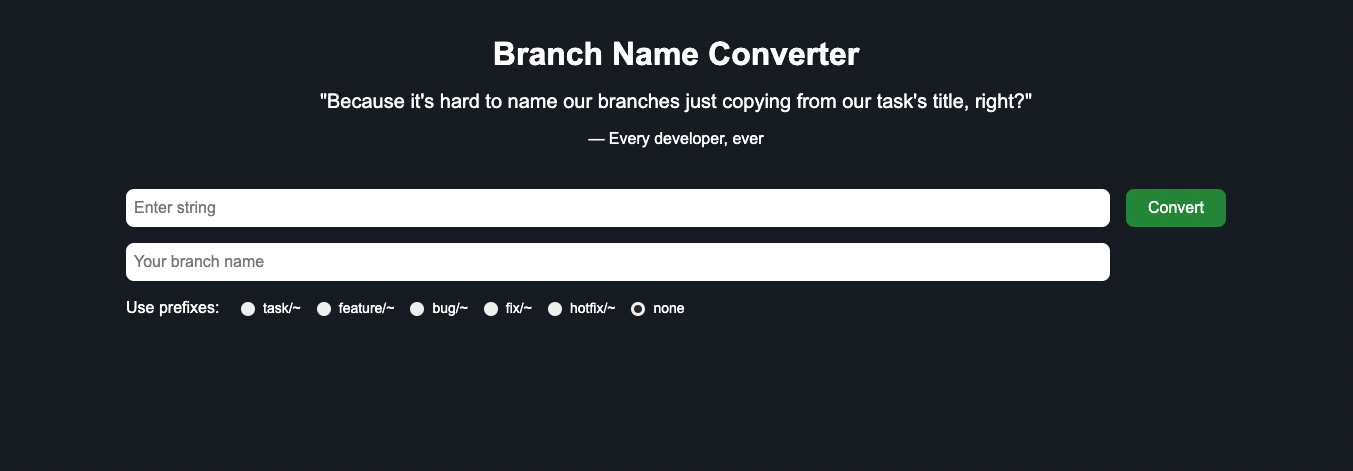 Branch Name Converter
"Because it's hard to name our branches just copying from our task's title, right?"
— Every developer, ever
Enter string
Convert
Your branch name
Use prefixes: task/~ feature/~ bug/~ fix/~ hotfix/~ none